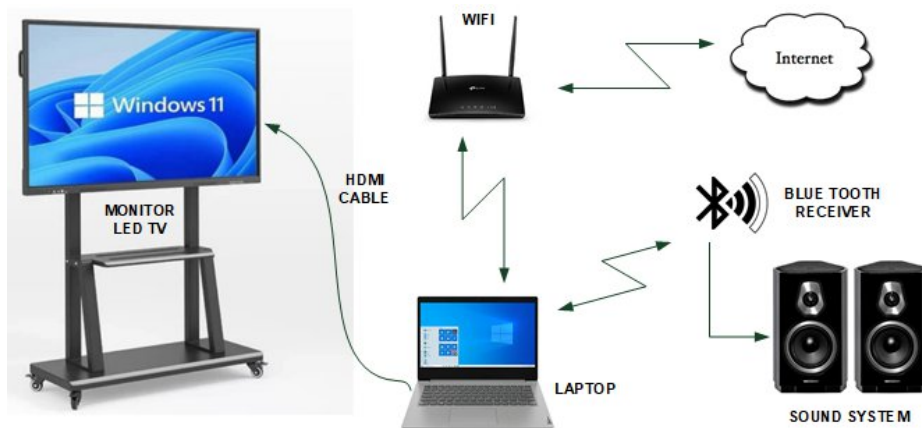 WIFI
Internet
Windows 11
HDMI
CABLE
MONITOR
LED TV
BLUE TOOTH
RECEIVER
LAPTOP
SOUND SYSTEM